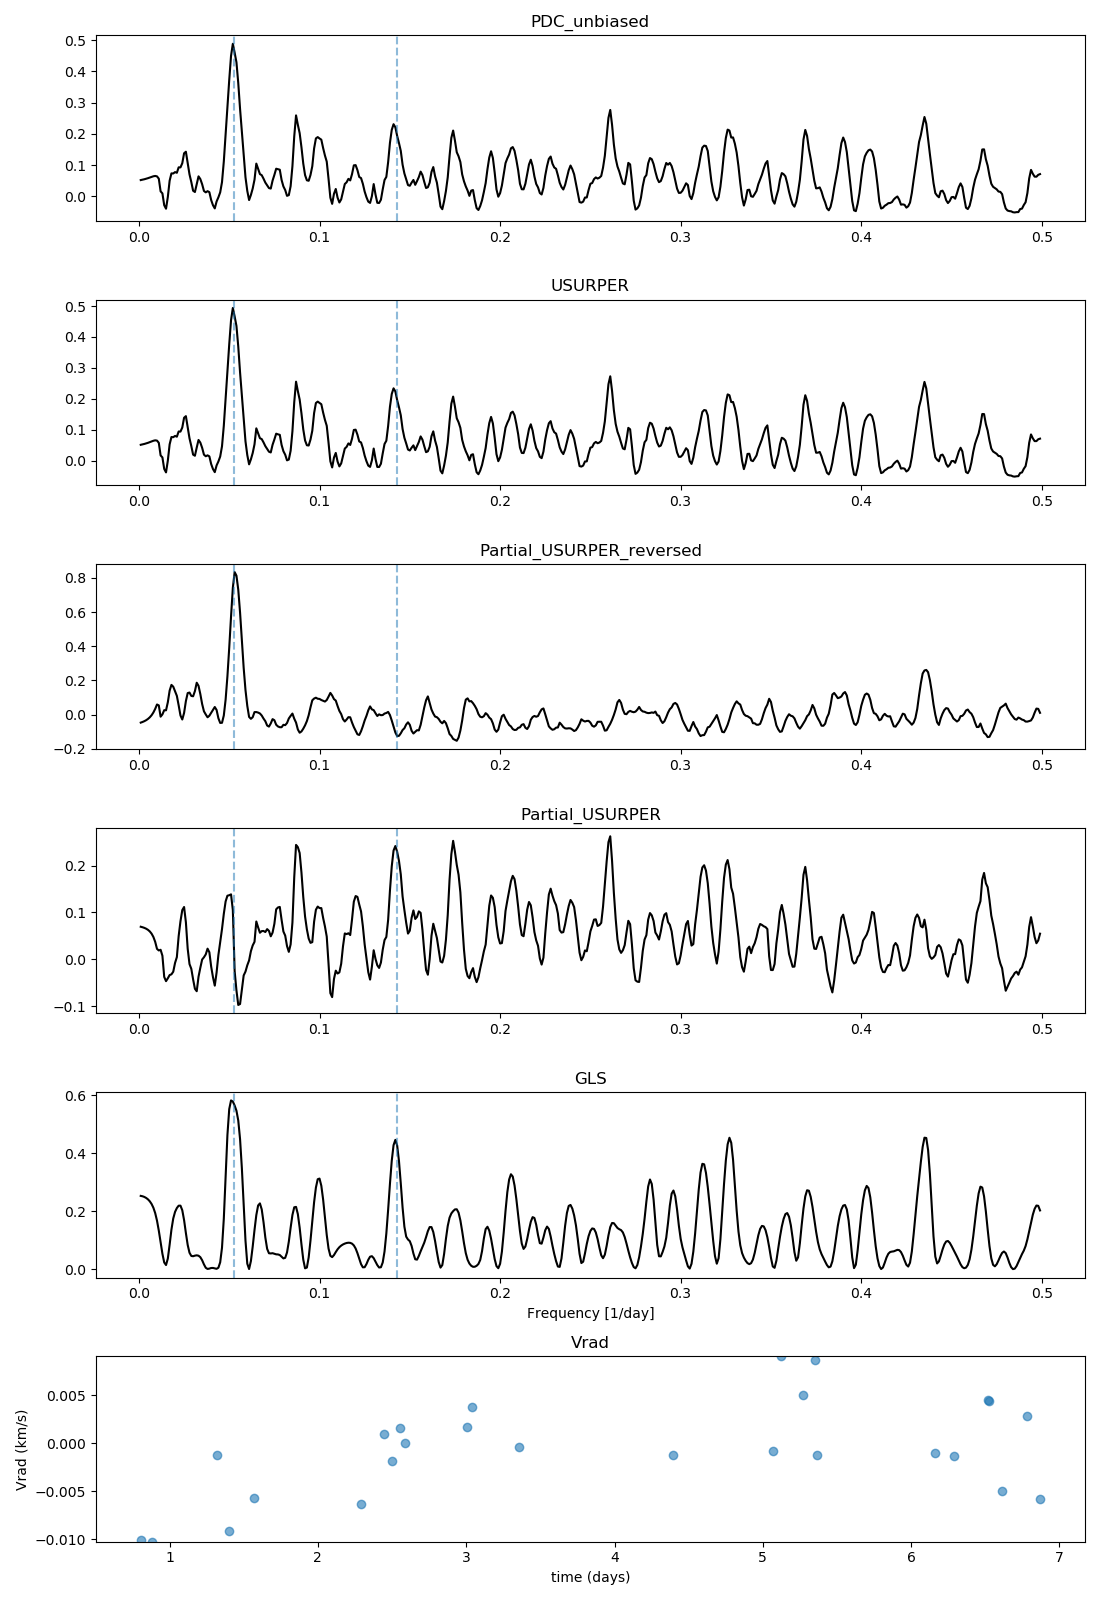 PDC_unbiased
0.5
0.4
0.3
0.2
0.1
0.0
0.0 0.1 0.2 0.3 0.4 0.5
USURPER
0.5
0.4
0.3
0.2
0.1
0.0
0.0 0.1 0.2 0.3 0.4 0.5
Partial_USURPER_reversed
0.8
0.6
0.4
0.2
0.0
−0.2
0.0 0.1 0.2 0.3 0.4 0.5
Partial_USURPER
0.2
0.1
0.0
−0.1
0.0 0.1 0.2 0.3 0.4 0.5
GLS
0.6
0.4
0.2
0.0
0.0 0.1 0.2 0.3 0.4 0.5
Frequency [1/day]
Vrad
Vrad (km/s)
0.005
0.000
−0.005
−0.010
1 2 3 4 5 6 7
time (days)